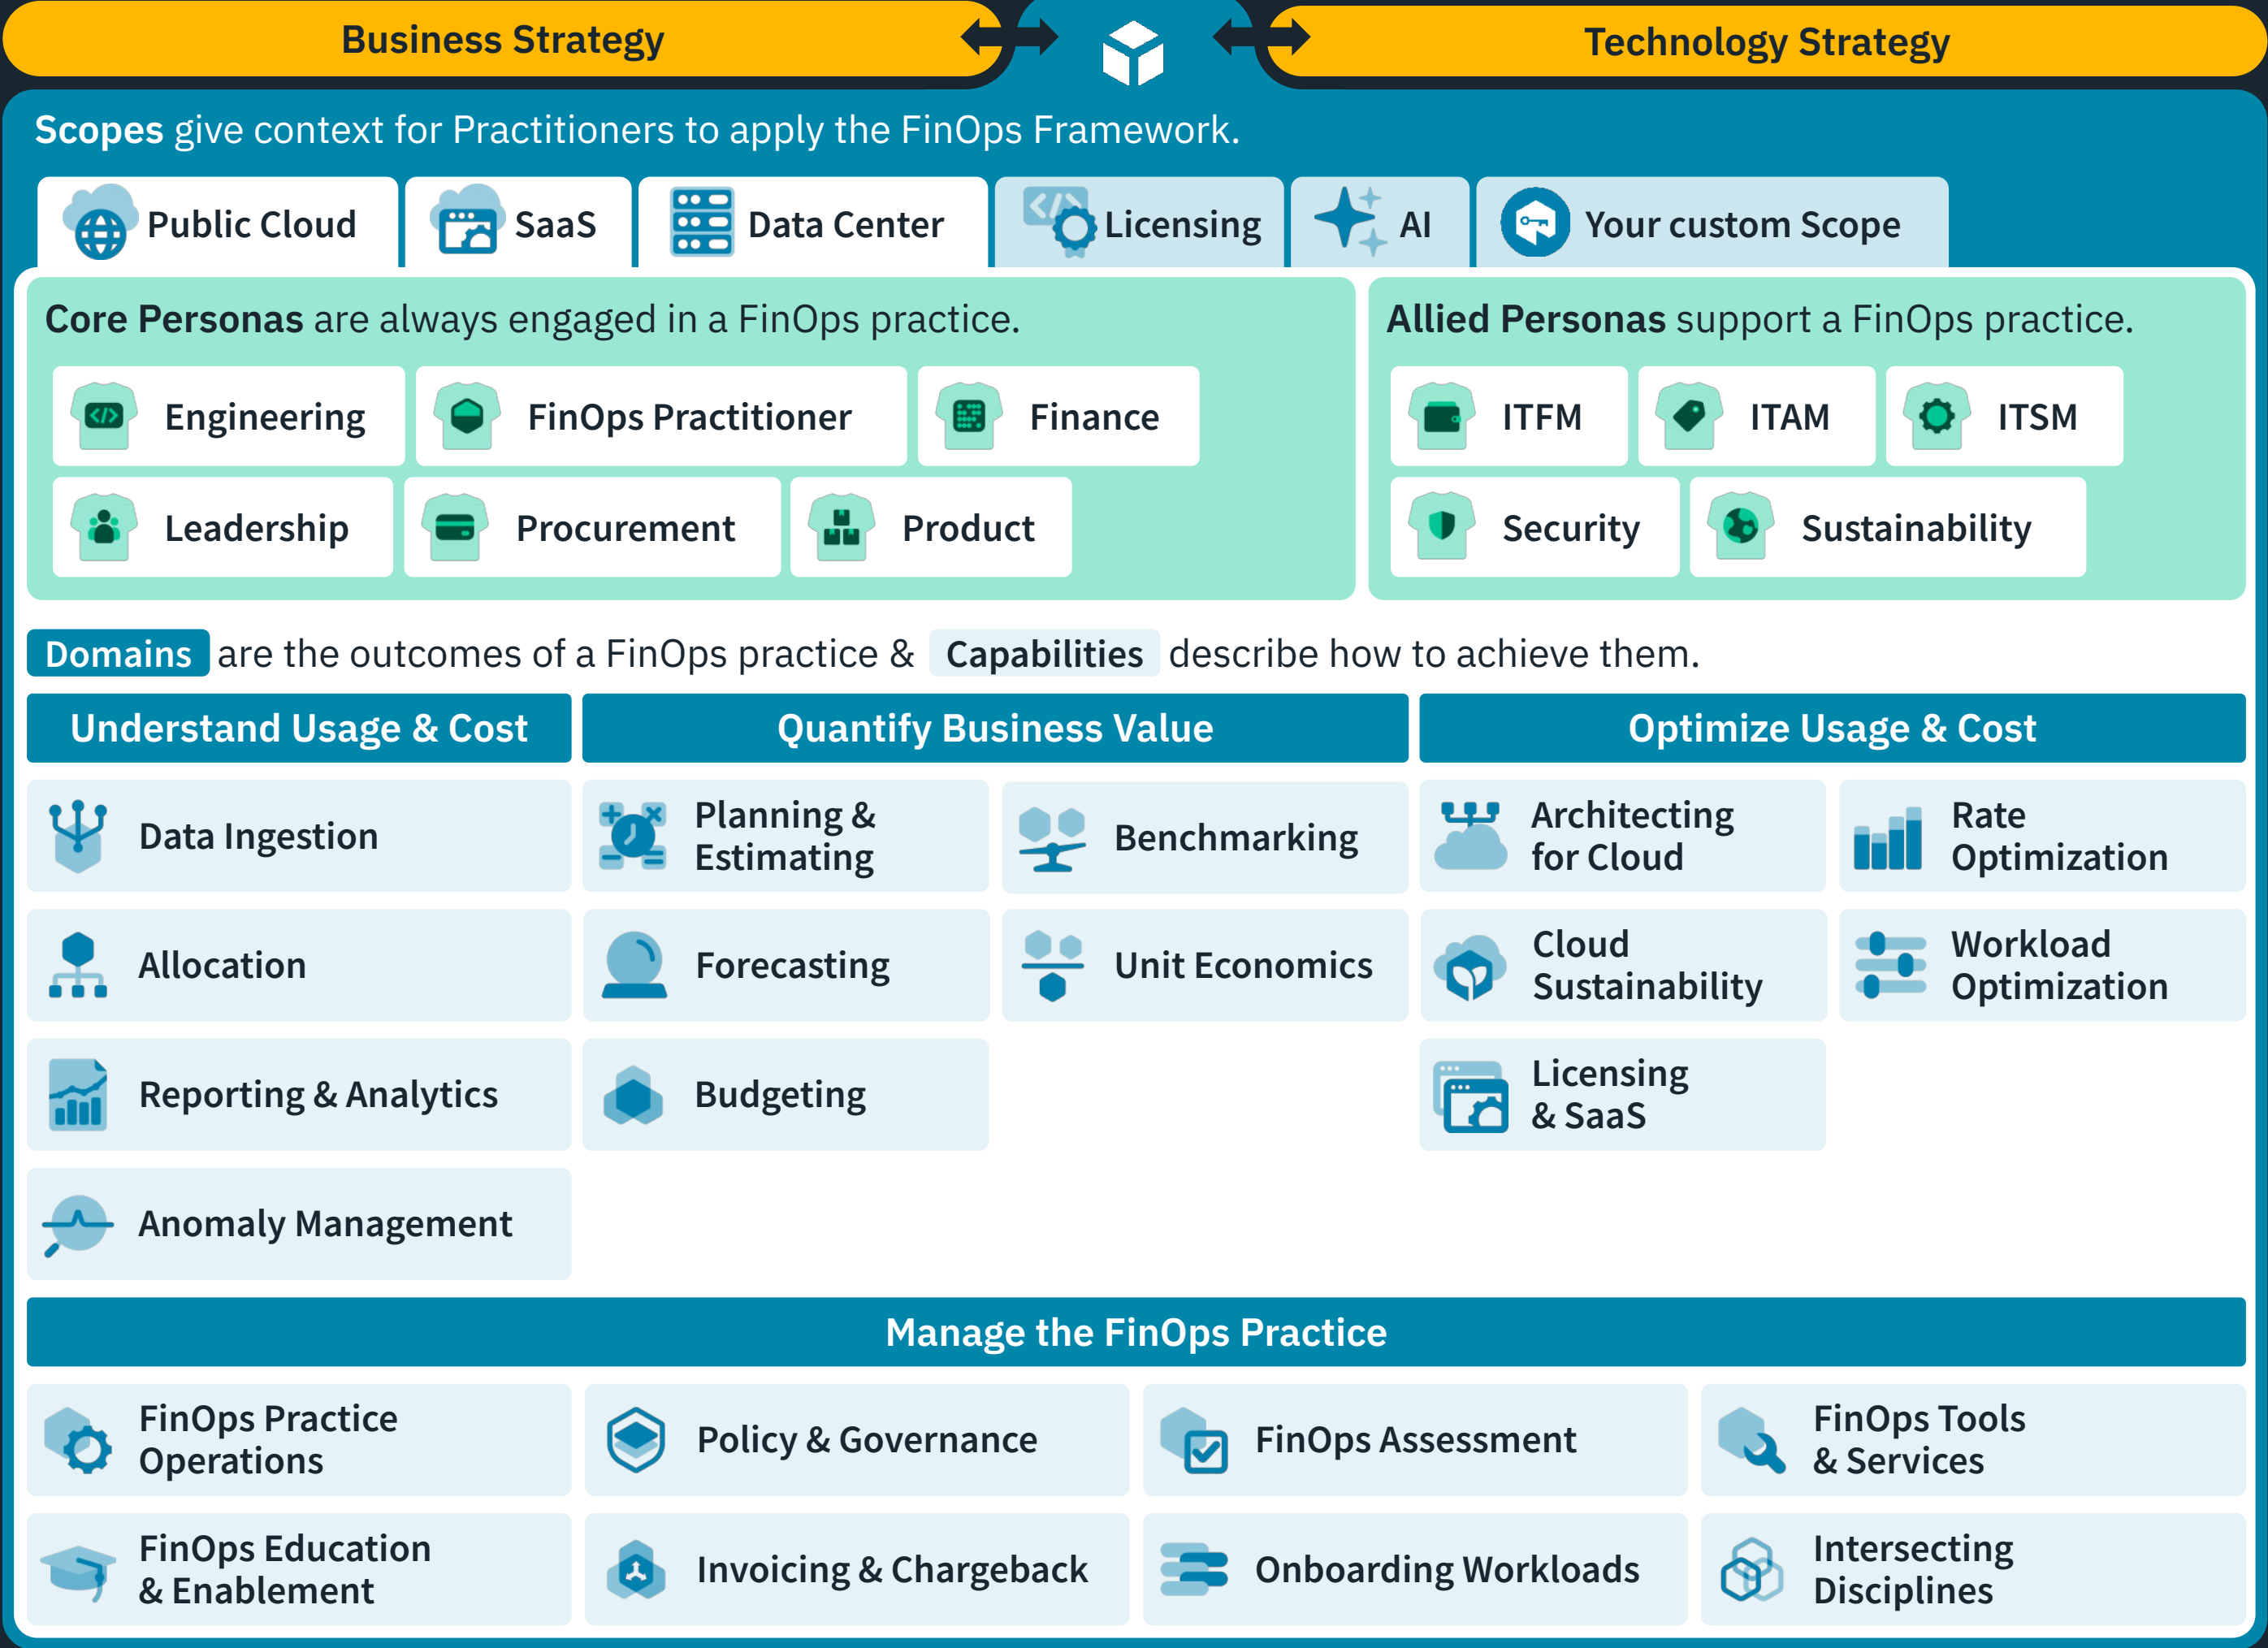 Business Strategy
Technology Strategy
Scopes give context for Practitioners to apply the FinOps Framework.
Public Cloud
SaaS
Data Center
Licensing
AI
Your custom Scope
Core Personas are always engaged in a FinOps practice.
Engineering
FinOps Practitioner
Finance
Leadership
Procurement
Product
Allied Personas support a FinOps practice.
ITFM
ITAM
ITSM
Security
Sustainability
Domains are the outcomes of a FinOps practice & Capabilities describe how to achieve them.
Understand Usage & Cost
Data Ingestion
Allocation
Reporting & Analytics
Anomaly Management
Quantify Business Value
Planning &
Estimating
Benchmarking
Forecasting
Unit Economics
Budgeting
Optimize Usage & Cost
Architecting
for Cloud
Rate
Optimization
Cloud
Sustainability
Workload
Optimization
Licensing
& SaaS
Manage the FinOps Practice
FinOps Practice
Operations
Policy & Governance
FinOps Assessment
FinOps Tools
& Services
FinOps Education
& Enablement
Invoicing & Chargeback
Onboarding Workloads
Intersecting
Disciplines